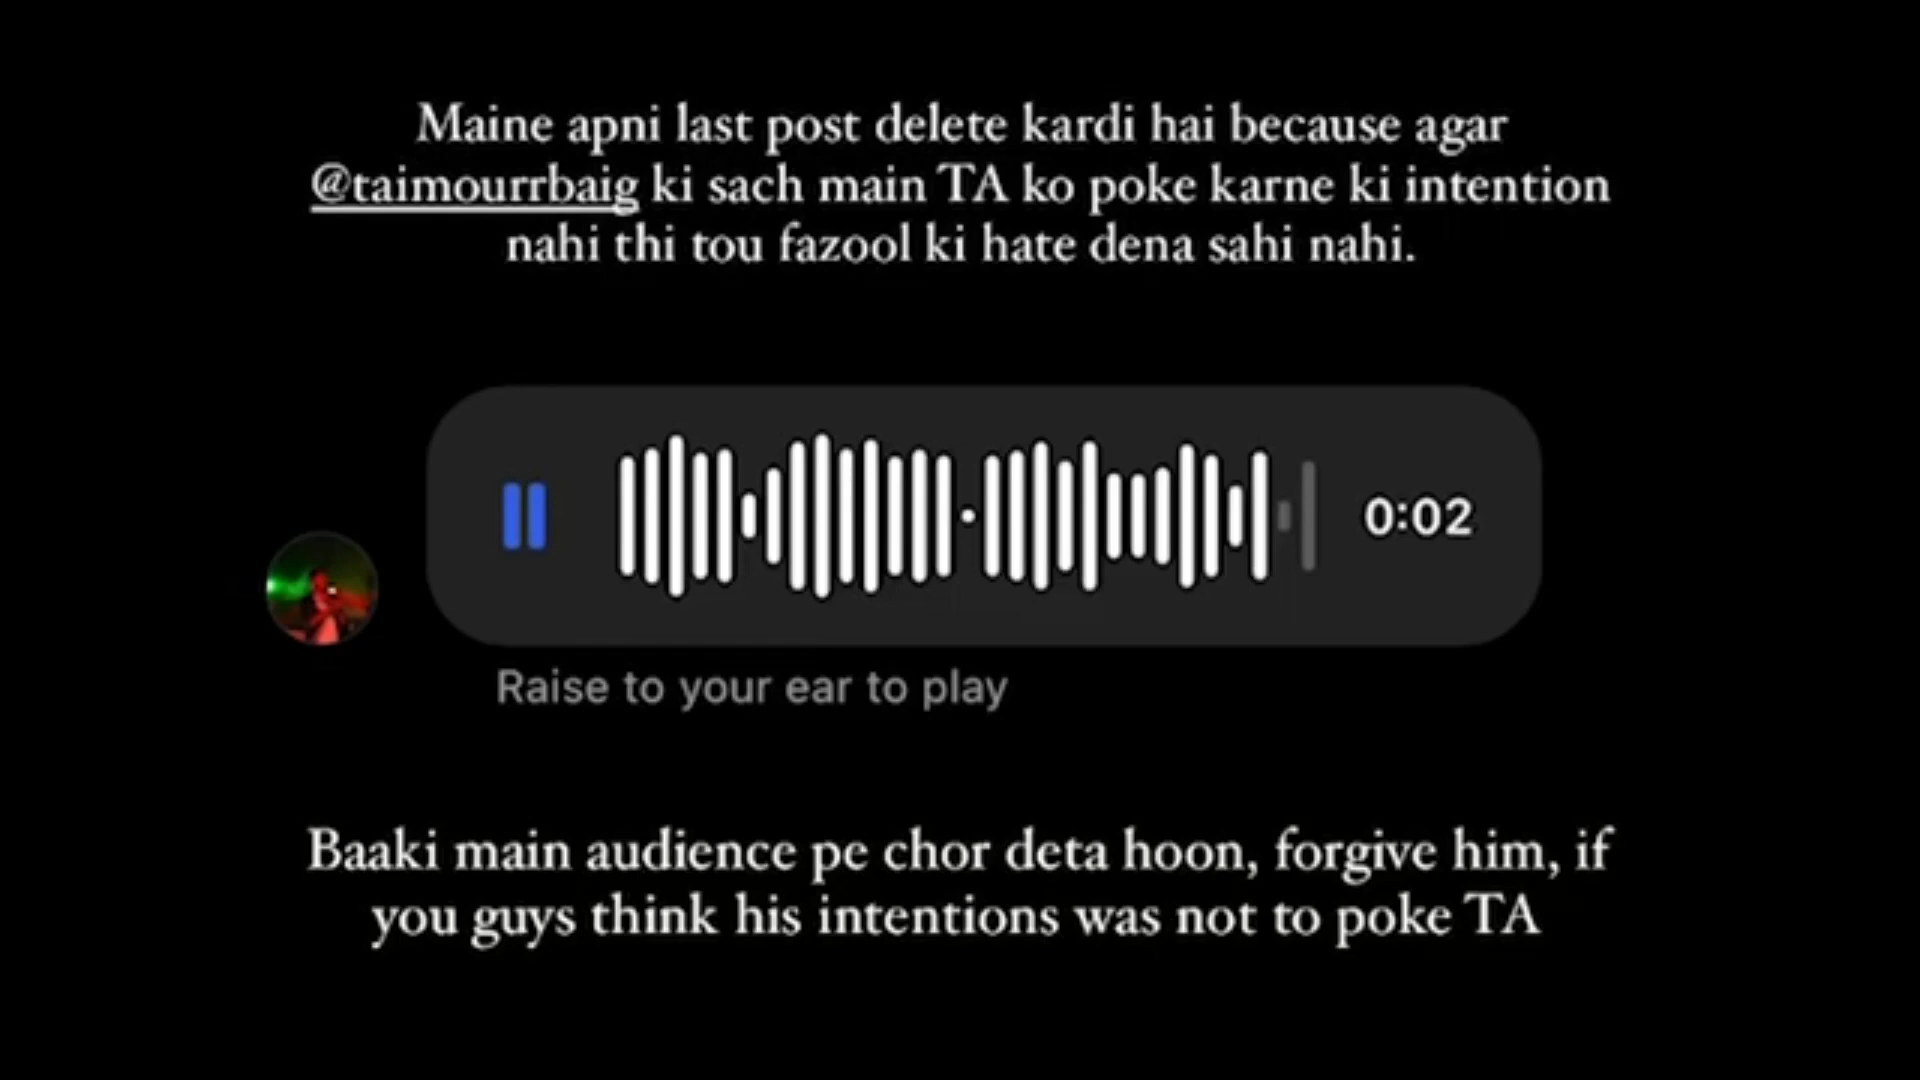 Maine apni last post delete kardi hai because agar
@taimourrbaig ki sach main TA ko poke karne ki intention
nahi thi tou fazool ki hate dena sahi nahi.
0:02
Raise to your ear to play
Baaki main audience pe chor deta hoon, forgive him, if
you guys think his intentions was not to poke TA